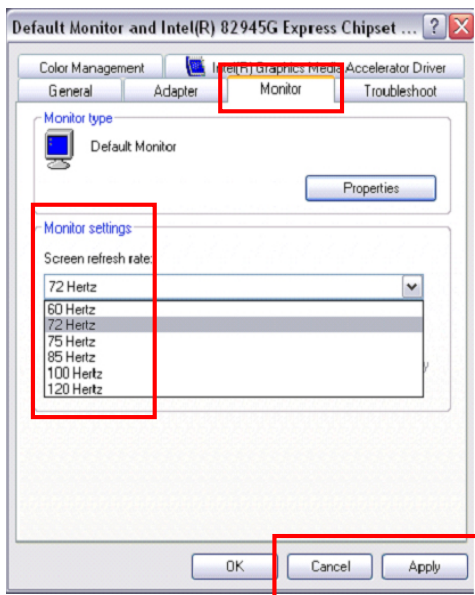 Default Monitor and Intel(R) 82945G Express Chipset ... ?
Color Management Intel(R) Graphics Media Accelerator Driver
General Adapter Monitor Troubleshoot
Monitor type
Default Monitor
Properties
Monitor settings
Screen refresh rate:
72 Hertz
60 Hertz
72 Hertz
75 Hertz
85 Hertz
100 Hertz
120 Hertz
y
OK Cancel Apply